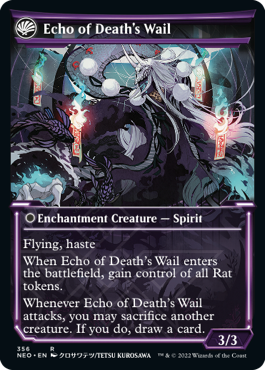 Echo of Death's Wail
Enchantment Creature — Spirit
Flying, haste
When Echo of Death's Wail enters
the battlefield, gain control of all Rat
tokens.
Whenever Echo of Death's Wail
attacks, you may sacrifice another
creature. If you do, draw a card.
3/3
356 R
NEO • EN クロサワテツ/TETSU KUROSAWA ™ & © 2022 Wizards of the Coast